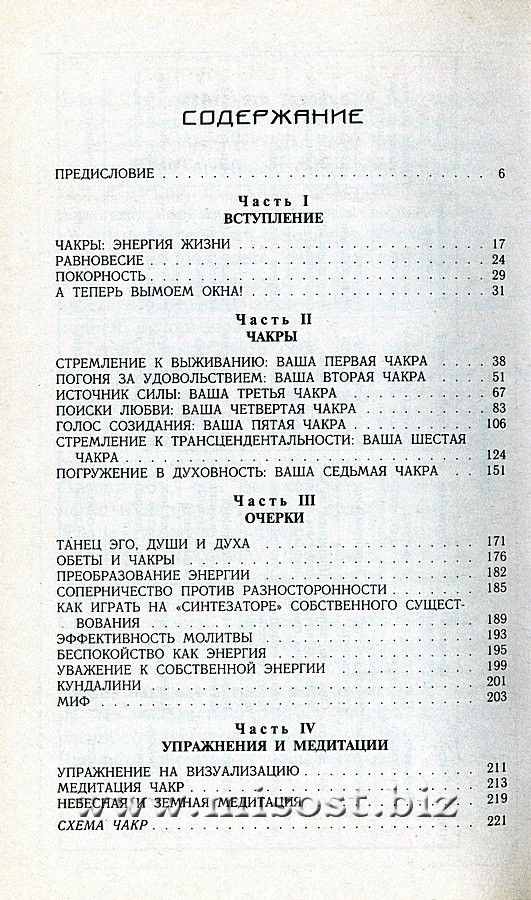 СОДЕРЖАНИЕ
ПРЕДИСЛОВИЕ . . . . . . . . . . . . . . . . . . . . . . . . . . 6
Часть I
ВСТУПЛЕНИЕ
ЧАКРЫ: ЭНЕРГИЯ ЖИЗНИ . . . . . . . . . . . . . . . . . . . 17
РАВНОВЕСИЕ . . . . . . . . . . . . . . . . . . . . . . . . . . 24
ПОКОРНОСТЬ . . . . . . . . . . . . . . . . . . . . . . . . . . 29
А ТЕПЕРЬ ВЫМОЕМ ОКНА! . . . . . . . . . . . . . . . . . . 31
Часть II
ЧАКРЫ
СТРЕМЛЕНИЕ К ВЫЖИВАНИЮ: ВАША ПЕРВАЯ ЧАКРА . . . . 38
ПОГОНЯ ЗА УДОВОЛЬСТВИЕМ: ВАША ВТОРАЯ ЧАКРА . . . . 51
ИСТОЧНИК СИЛЫ: ВАША ТРЕТЬЯ ЧАКРА . . . . . . . . . . 67
ПОИСКИ ЛЮБВИ: ВАША ЧЕТВЕРТАЯ ЧАКРА . . . . . . . . . 83
ГОЛОС СОЗИДАНИЯ: ВАША ПЯТАЯ ЧАКРА . . . . . . . . . 106
СТРЕМЛЕНИЕ К ТРАНСЦЕНДЕНТАЛЬНОСТИ: ВАША ШЕСТАЯ
ЧАКРА . . . . . . . . . . . . . . . . . . . . . . . . . . 124
ПОГРУЖЕНИЕ В ДУХОВНОСТЬ: ВАША СЕДЬМАЯ ЧАКРА . . 151
Часть III
ОЧЕРКИ
ТАНЕЦ ЭГО, ДУШИ И ДУХА . . . . . . . . . . . . . . . . 171
ОБЕТЫ И ЧАКРЫ . . . . . . . . . . . . . . . . . . . . . . 176
ПРЕОБРАЗОВАНИЕ ЭНЕРГИИ . . . . . . . . . . . . . . . . 182
СОПЕРНИЧЕСТВО ПРОТИВ РАЗНОСТОРОННОСТИ . . . . . . 185
КАК ИГРАТЬ НА «СИНТЕЗАТОРЕ» СОБСТВЕННОГО СУЩЕСТ-
ВОВАНИЯ . . . . . . . . . . . . . . . . . . . . . . . . 189
ЭФФЕКТИВНОСТЬ МОЛИТВЫ . . . . . . . . . . . . . . . . 193
БЕСПОКОЙСТВО КАК ЭНЕРГИЯ . . . . . . . . . . . . . . . 195
УВАЖЕНИЕ К СОБСТВЕННОЙ ЭНЕРГИИ . . . . . . . . . . . 199
КУНДАЛИНИ . . . . . . . . . . . . . . . . . . . . . . . . 201
МИФ . . . . . . . . . . . . . . . . . . . . . . . . . . . . 203
Часть IV
УПРАЖНЕНИЯ И МЕДИТАЦИИ
УПРАЖНЕНИЕ НА ВИЗУАЛИЗАЦИЮ . . . . . . . . . . . . . 211
МЕДИТАЦИЯ ЧАКР . . . . . . . . . . . . . . . . . . . . . 213
НЕБЕСНАЯ И ЗЕМНАЯ МЕДИТАЦИЯ . . . . . . . . . . . . . 219
www.misost.biz
СХЕМА ЧАКР . . . . . . . . . . . . . . . . . . . . . . . . 221